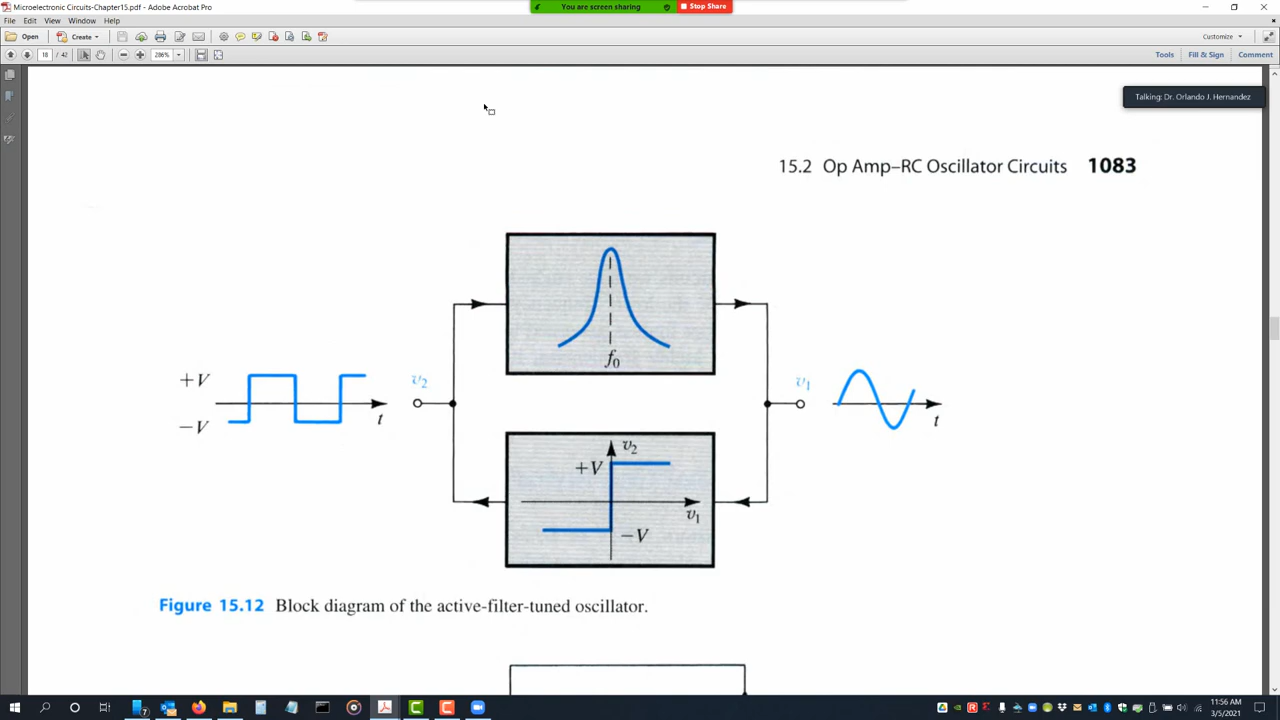 Microelectronic Circuits-Chapter15.pdf - Adobe Acrobat Pro
You are screen sharing
Stop Share
File Edit View Window Help
Open Create Customize
18 / 42 206% Tools Fill & Sign Comment
Talking: Dr. Orlando J. Hernandez
15.2 Op Amp–RC Oscillator Circuits 1083
f0
+V
−V
t
v2
v1
t
v2
+V
v1
−V
Figure 15.12 Block diagram of the active-filter-tuned oscillator.
11:56 AM
3/5/2021